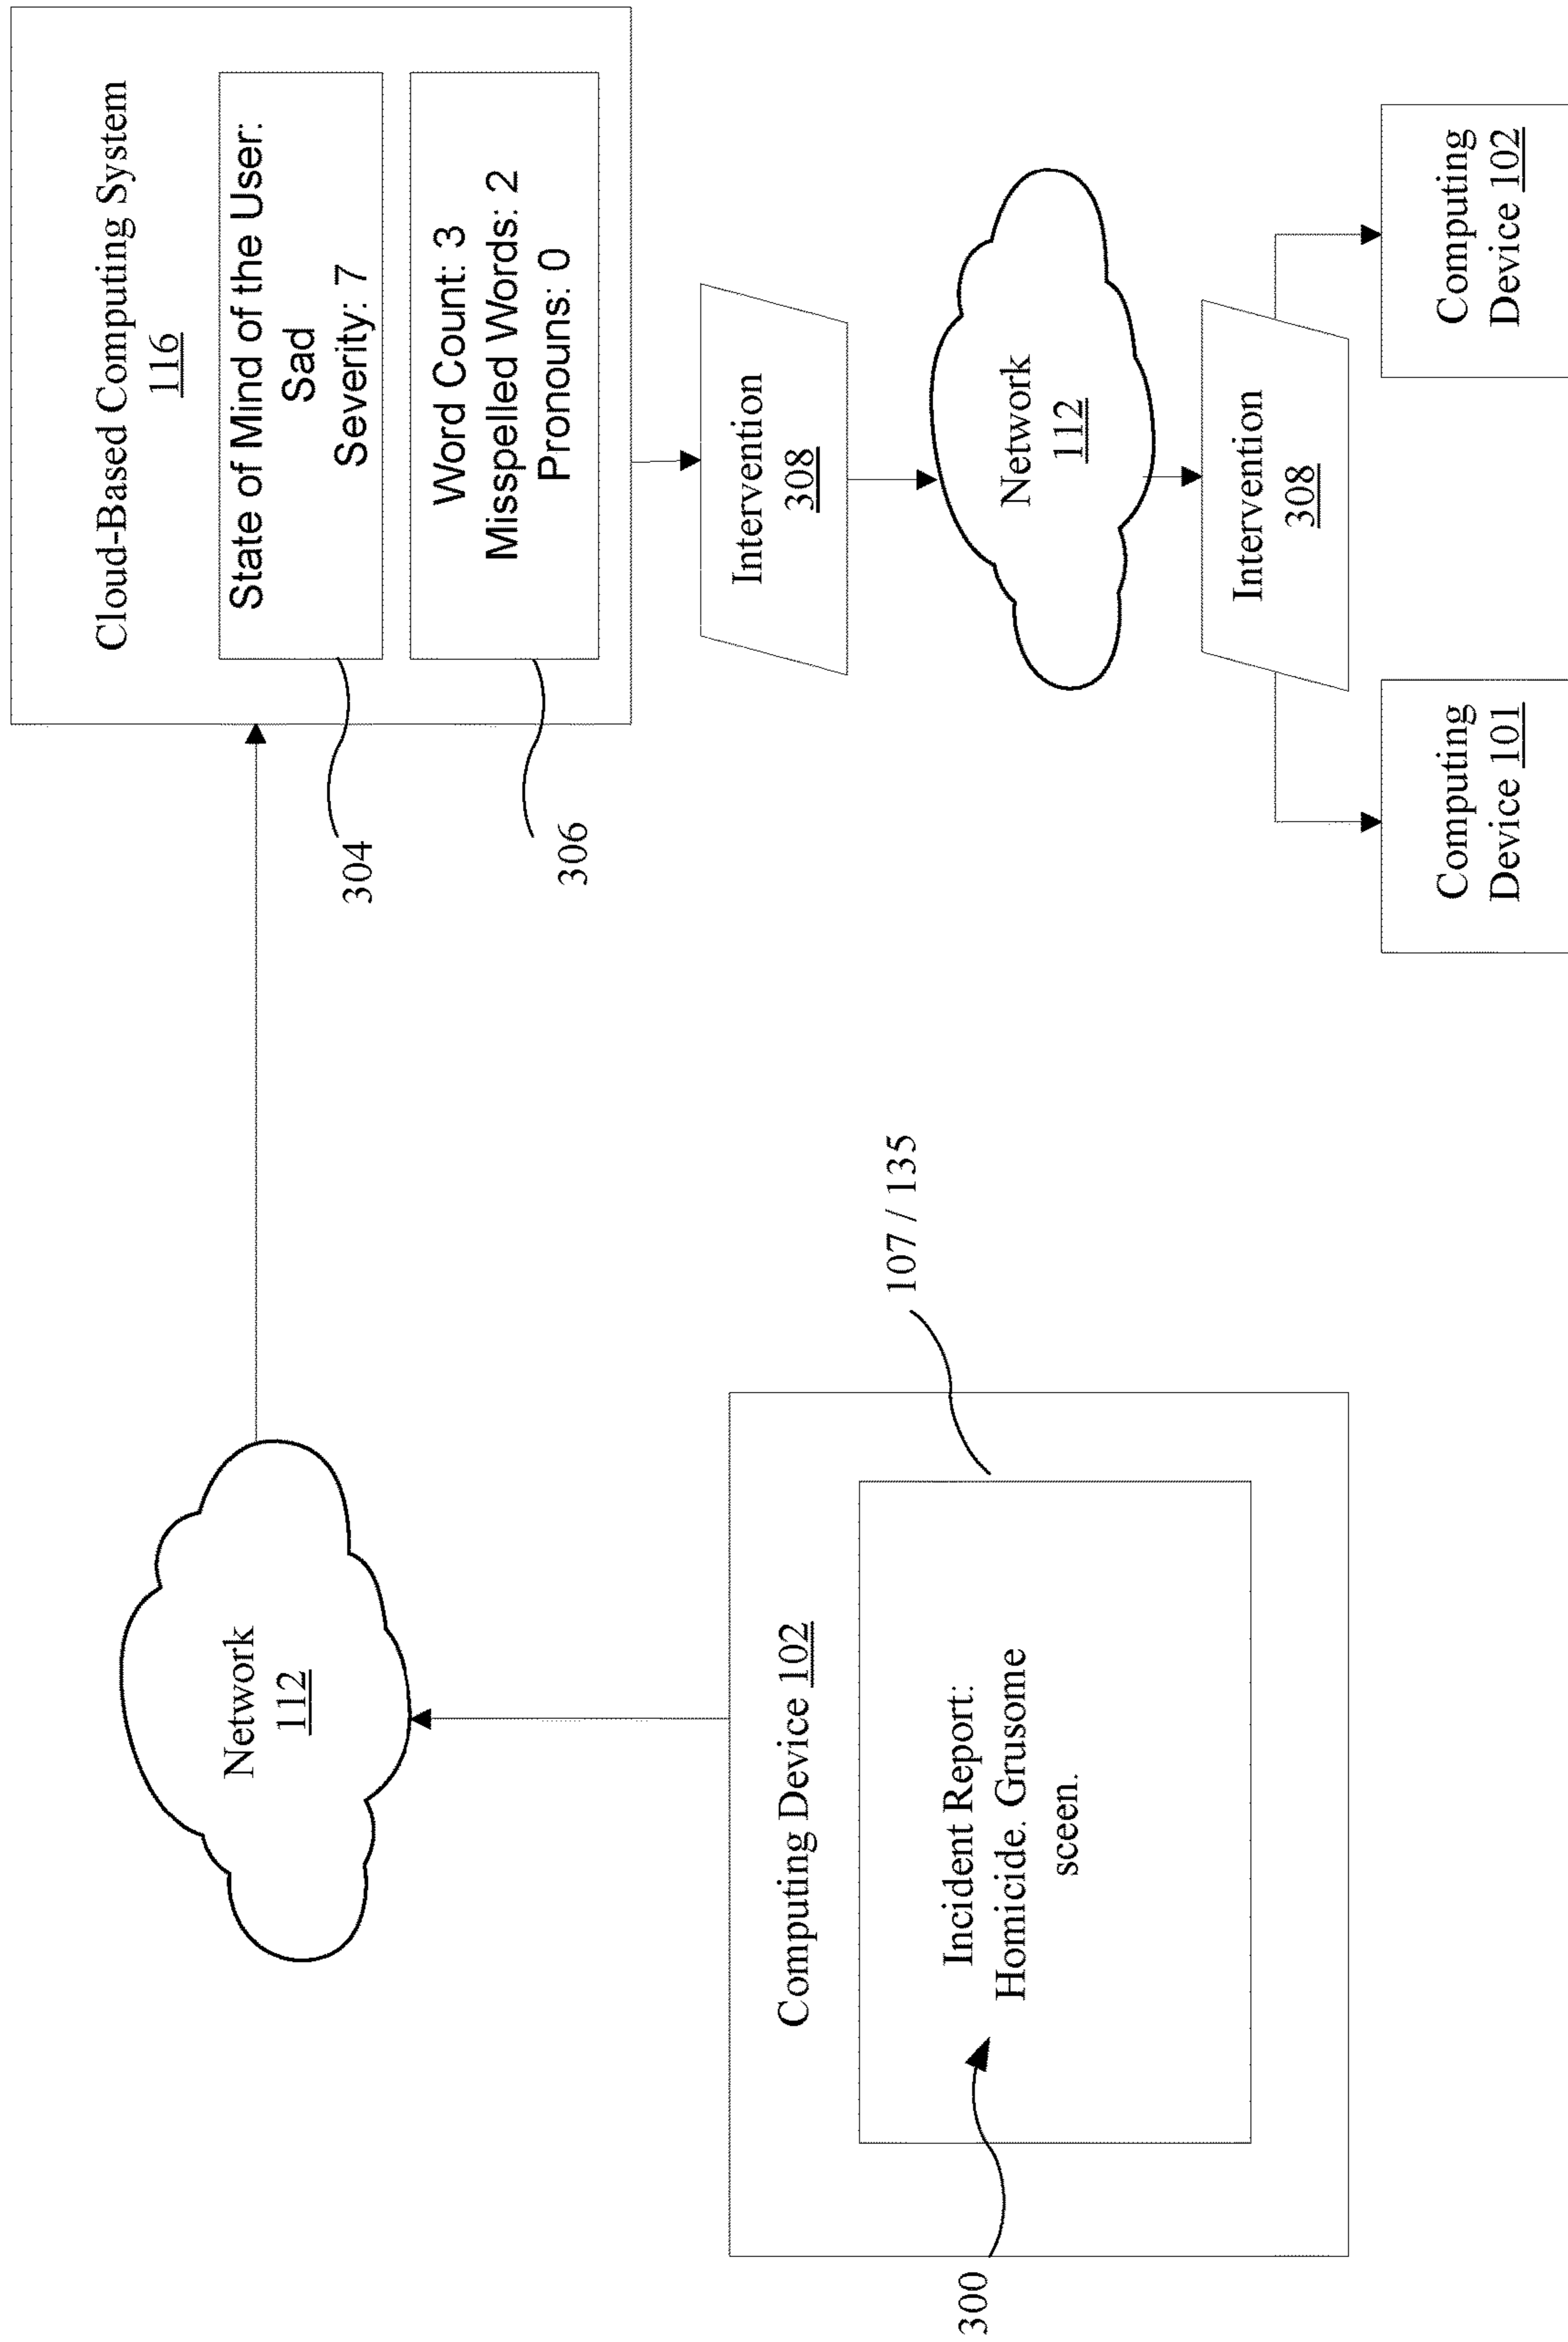 Network
112
Computing Device 102
Incident Report:
Homicide. Grusome
sceen.
300
107 / 135
Cloud-Based Computing System
116
State of Mind of the User:
Sad
Severity: 7
Word Count: 3
Misspelled Words: 2
Pronouns: 0
304
306
Intervention
308
Network
112
Intervention
308
Computing
Device 101
Computing
Device 102